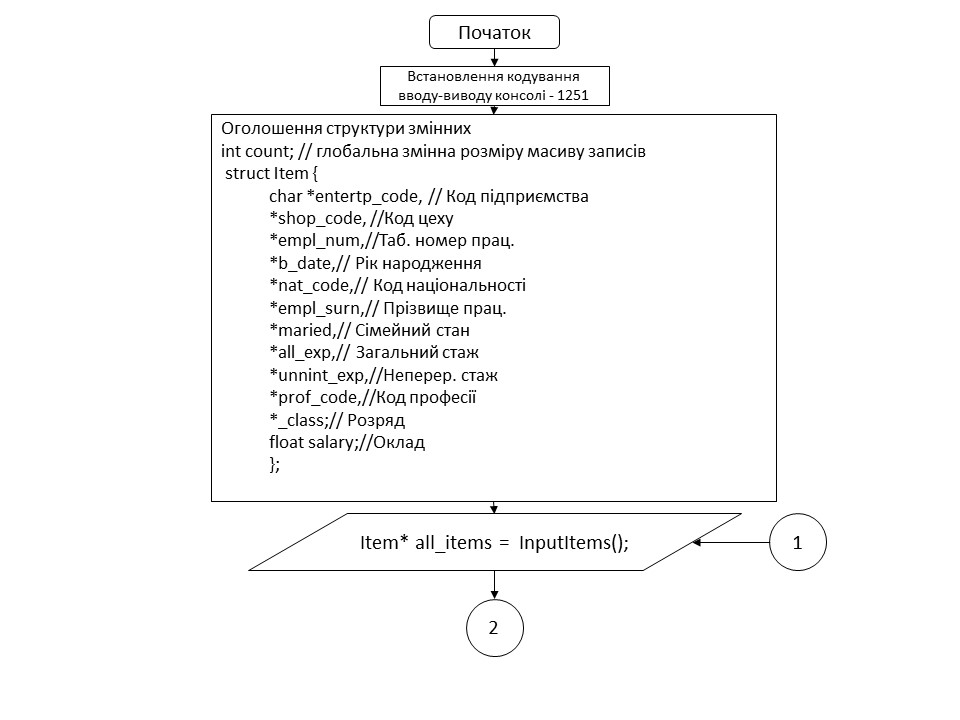 Початок
Встановлення кодування
вводу-виводу консолі - 1251
Оголошення структури змінних
int count; // глобальна змінна розміру масиву записів
struct Item {
char *entertp_code, // Код підприємства
*shop_code, //Код цеху
*empl_num,//Таб. номер прац.
*b_date,// Рік народження
*nat_code,// Код національності
*empl_surn,// Прізвище прац.
*maried,// Сімейний стан
*all_exp,// Загальний стаж
*unnint_exp,//Неперер. стаж
*prof_code,//Код професії
*_class;// Розряд
float salary;//Оклад
};
Item* all_items = InputItems();
1
2